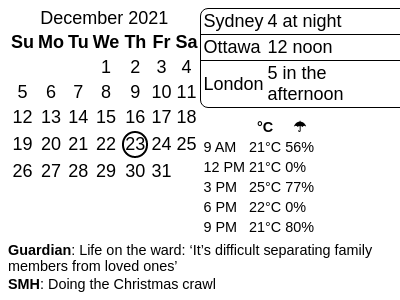 December 2021
Su Mo Tu We Th Fr Sa
1 2 3 4
5 6 7 8 9 10 11
12 13 14 15 16 17 18
19 20 21 22 23 24 25
26 27 28 29 30 31
Sydney 4 at night
Ottawa 12 noon
London 5 in the
afternoon
°C ☂
9 AM 21°C 56%
12 PM 21°C 0%
3 PM 25°C 77%
6 PM 22°C 0%
9 PM 21°C 80%
Guardian: Life on the ward: ‘It’s difficult separating family
members from loved ones’
SMH: Doing the Christmas crawl